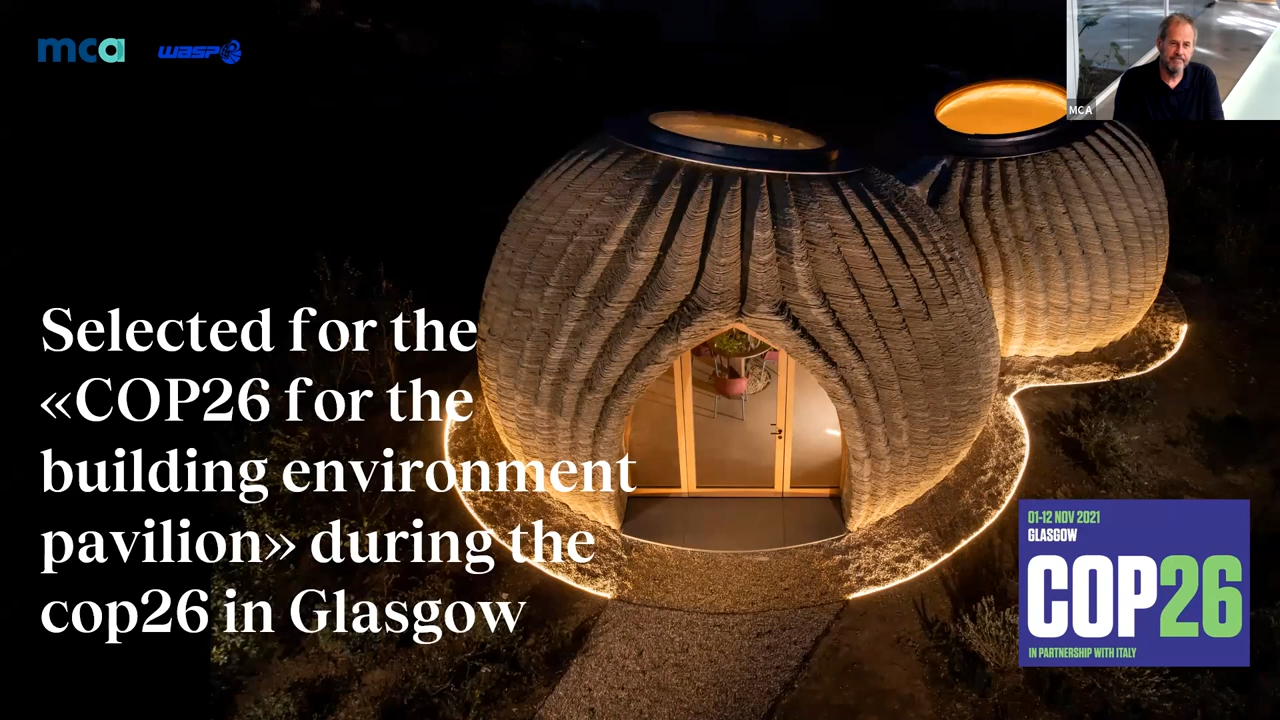 mca
WASP
MCA
Selected for the
«COP26 for the
building environment
pavilion» during the
cop26 in Glasgow
01-12 NOV 2021
GLASGOW
COP26
IN PARTNERSHIP WITH ITALY